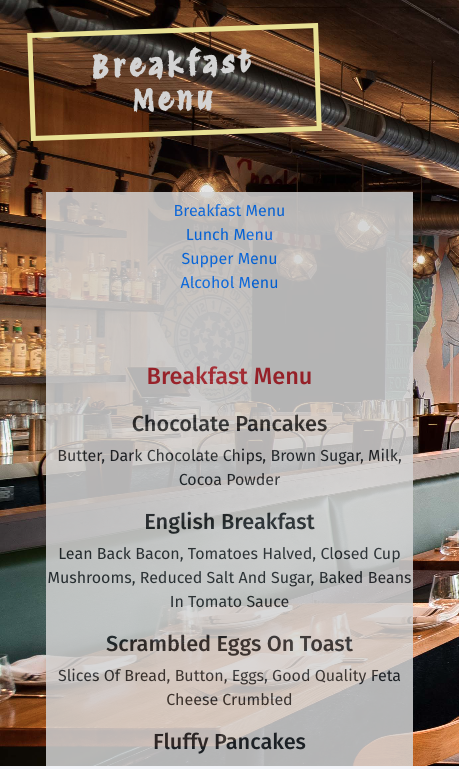 Breakfast
Menu
Breakfast Menu
Lunch Menu
Supper Menu
Alcohol Menu
Breakfast Menu
Chocolate Pancakes
Butter, Dark Chocolate Chips, Brown Sugar, Milk,
Cocoa Powder
English Breakfast
Lean Back Bacon, Tomatoes Halved, Closed Cup
Mushrooms, Reduced Salt And Sugar, Baked Beans
In Tomato Sauce
Scrambled Eggs On Toast
Slices Of Bread, Button, Eggs, Good Quality Feta
Cheese Crumbled
Fluffy Pancakes